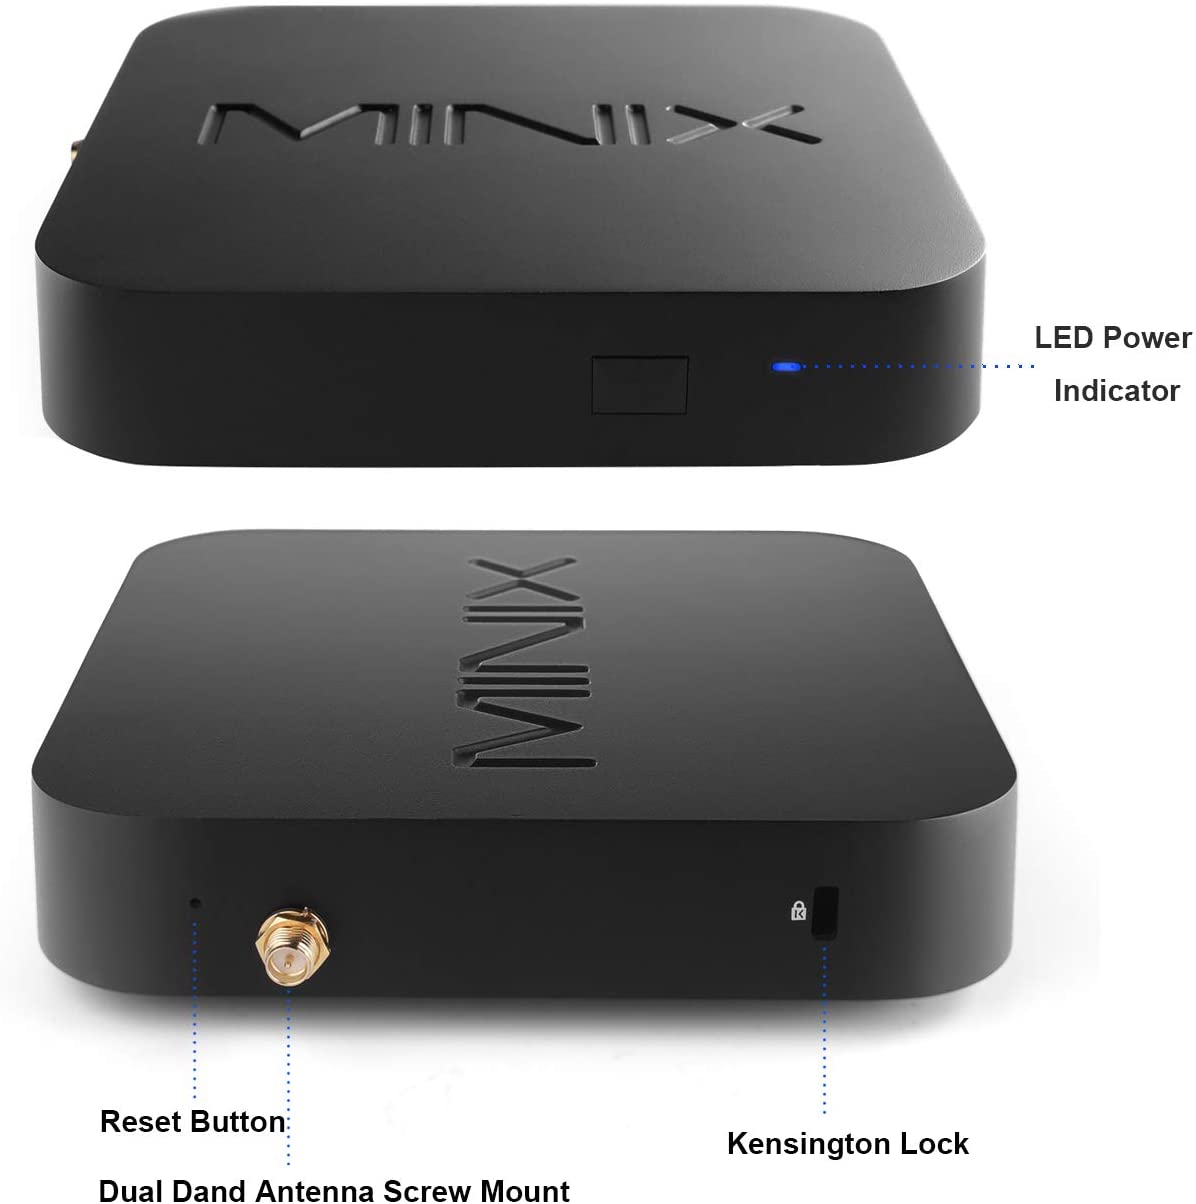 MINIX
LED Power
Indicator
MINIX
Reset Button
Kensington Lock
Dual Dand Antenna Screw Mount